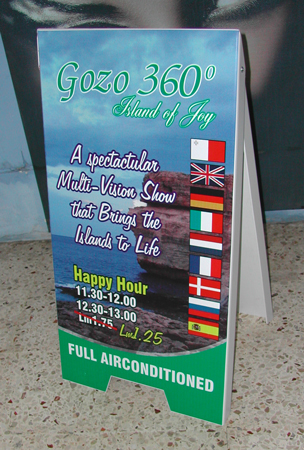 Gozo 360°
Island of Joy
A spectactular
Multi-Vision Show
that Brings the
Islands to Life
Happy Hour
11.30-12.00
12.30-13.00
Lm1.75 Lm1.25
FULL AIRCONDITIONED